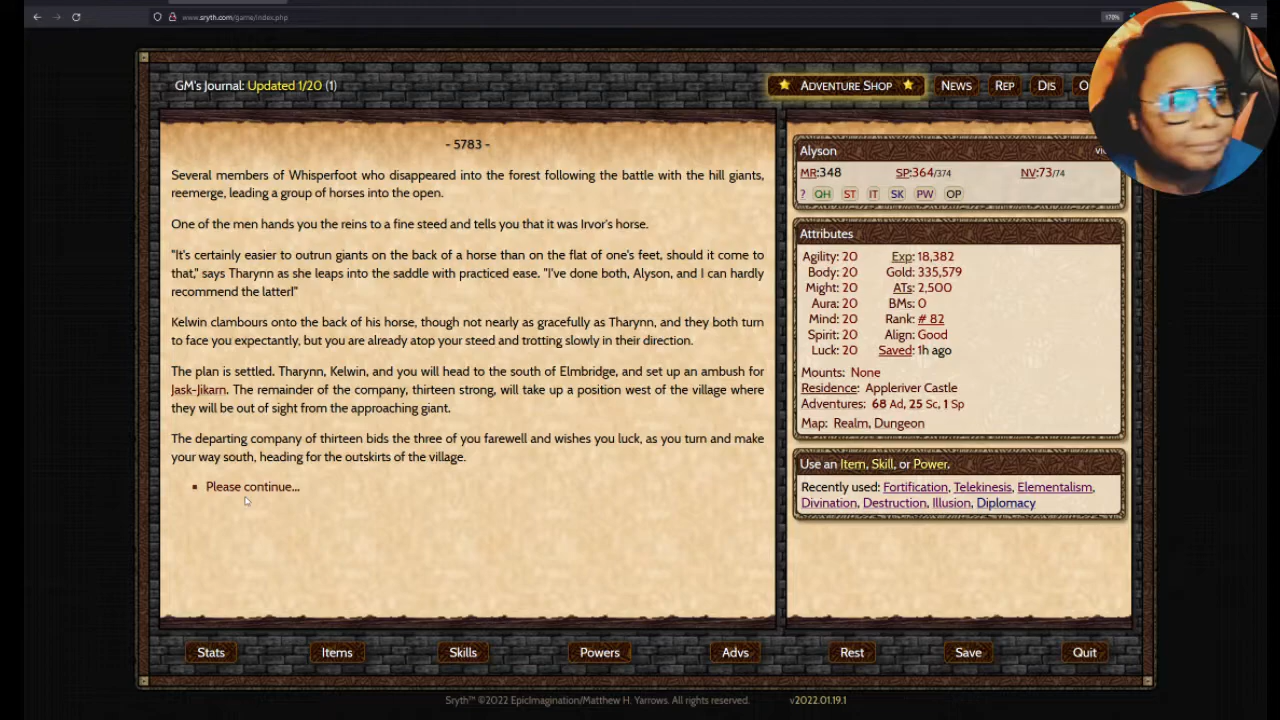 www.sryth.com/game/index.php
170%
GM's Journal: Updated 1/20 (1)
ADVENTURE SHOP NEWS REP DIS
- 5783 -
Several members of Whisperfoot who disappeared into the forest following the battle with the hill giants,
reemerge, leading a group of horses into the open.
One of the men hands you the reins to a fine steed and tells you that it was Irvor's horse.
"It's certainly easier to outrun giants on the back of a horse than on the flat of one's feet, should it come to
that," says Tharynn as she leaps into the saddle with practiced ease. "I've done both, Alyson, and I can hardly
recommend the latter!"
Kelwin clambours onto the back of his horse, though not nearly as gracefully as Tharynn, and they both turn
to face you expectantly, but you are already atop your steed and trotting slowly in their direction.
The plan is settled. Tharynn, Kelwin, and you will head to the south of Elmbridge, and set up an ambush for
Jask-Jikarn. The remainder of the company, thirteen strong, will take up a position west of the village where
they will be out of sight from the approaching giant.
The departing company of thirteen bids the three of you farewell and wishes you luck, as you turn and make
your way south, heading for the outskirts of the village.
Please continue...
Alyson
MR:348 SP:364/374 NV:73/74
? QH ST IT SK PW OP
Attributes
Agility: 20 Exp: 18,382
Body: 20 Gold: 335,579
Might: 20 ATs: 2,500
Aura: 20 BMs: 0
Mind: 20 Rank: # 82
Spirit: 20 Align: Good
Luck: 20 Saved: 1h ago
Mounts: None
Residence: Appleriver Castle
Adventures: 68 Ad, 25 Sc, 1 Sp
Map: Realm, Dungeon
Use an Item, Skill, or Power.
Recently used: Fortification, Telekinesis, Elementalism,
Divination, Destruction, Illusion, Diplomacy
Stats Items Skills Powers Advs Rest Save Quit
Sryth™ ©2022 EpicImagination/Matthew H. Yarrows. All rights reserved. v2022.01.19.1